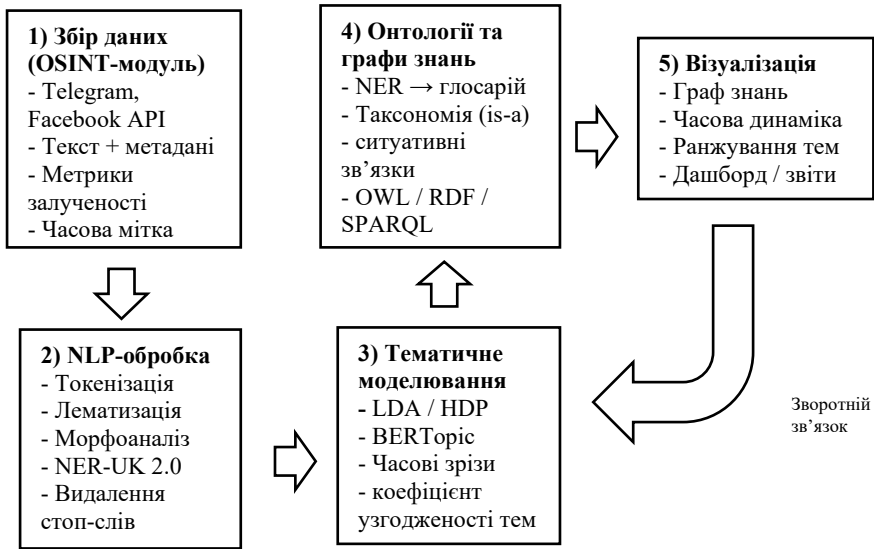 1) Збір даних
(OSINT-модуль)
- Telegram,
Facebook API
- Текст + метадані
- Метрики
залученості
- Часова мітка
2) NLP-обробка
- Токенізація
- Лематизація
- Морфоаналіз
- NER-UK 2.0
- Видалення
стоп-слів
3) Тематичне
моделювання
- LDA / HDP
- BERTopic
- Часові зрізи
- коефіцієнт
узгодженості тем
4) Онтології та
графи знань
- NER → глосарій
- Таксономія (is-a)
- ситуативні
зв’язки
- OWL / RDF /
SPARQL
5) Візуалізація
- Граф знань
- Часова динаміка
- Ранжування тем
- Дашборд / звіти
Зворотній
зв’язок